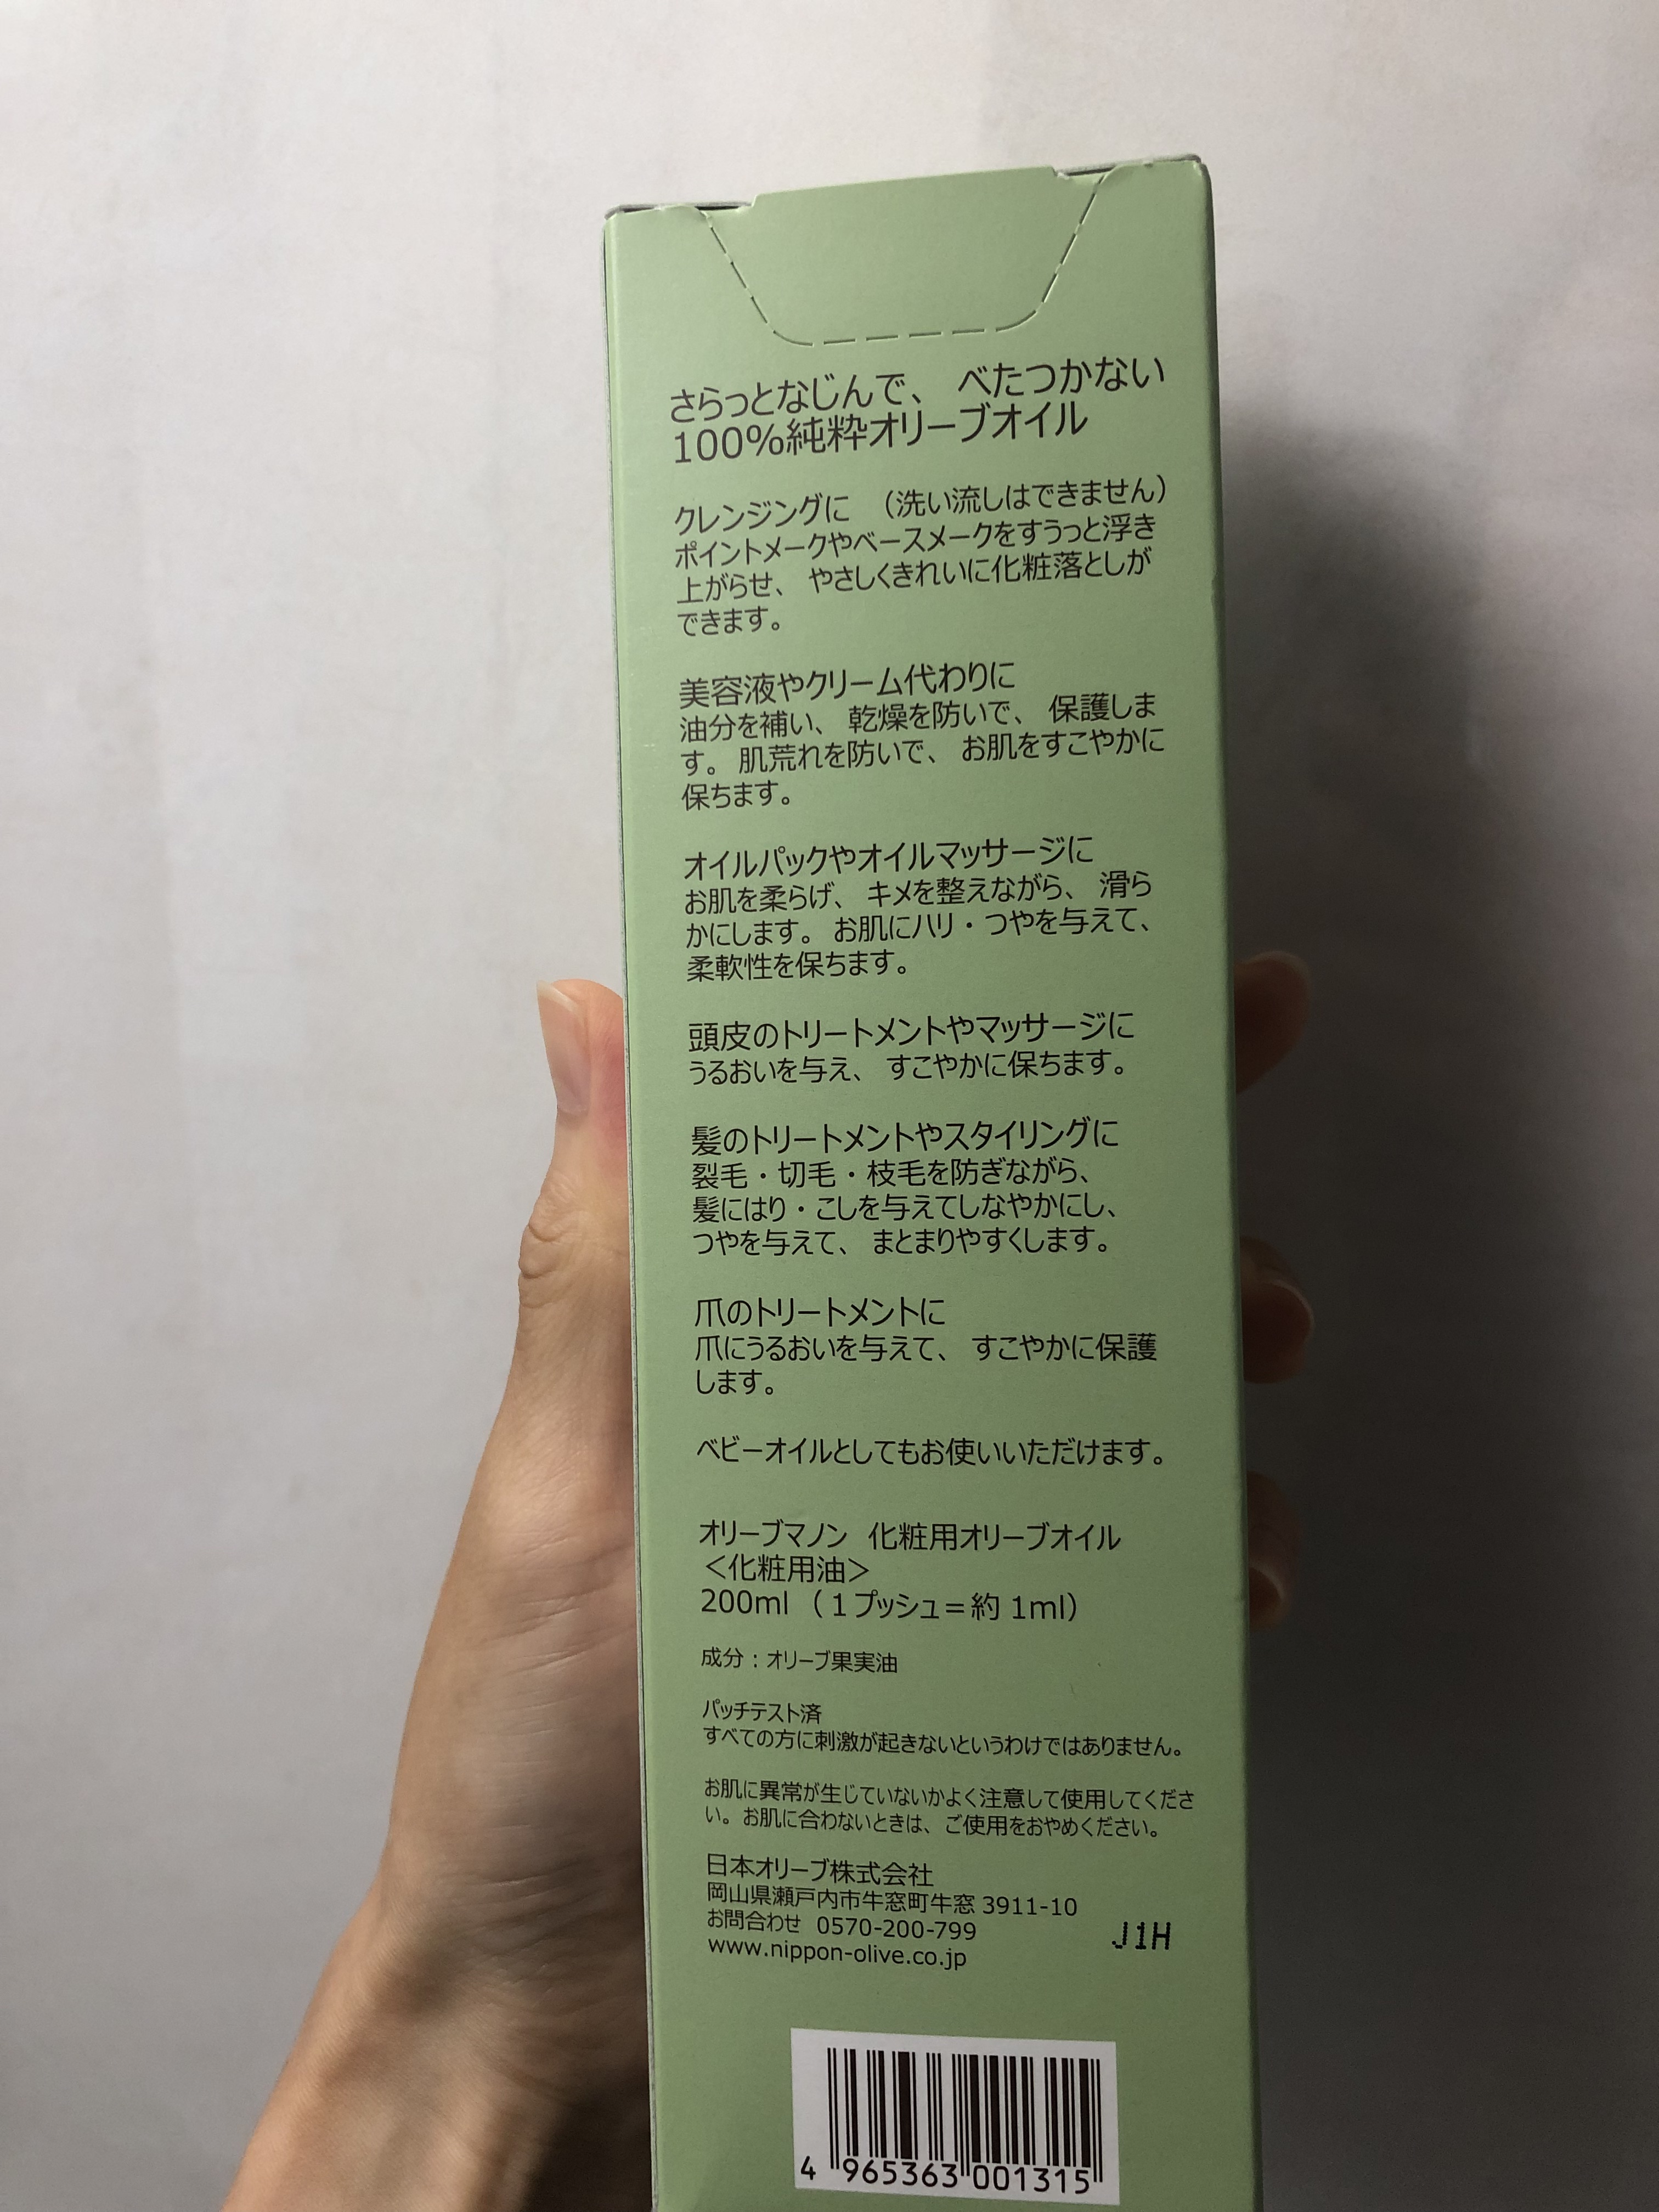 さらっとなじんで、べたつかない
100%純粋オリーブオイル
クレンジングに （洗い流しはできません）
ポイントメークやベースメークをすうっと浮き
上がらせ、やさしくきれいに化粧落としが
できます。
美容液やクリーム代わりに
油分を補い、乾燥を防いで、保護しま
す。肌荒れを防いで、お肌をすこやかに
保ちます。
オイルパックやオイルマッサージに
お肌を柔らげ、キメを整えながら、滑ら
かにします。お肌にハリ・つやを与えて、
柔軟性を保ちます。
頭皮のトリートメントやマッサージに
うるおいを与え、すこやかに保ちます。
髪のトリートメントやスタイリングに
裂毛・切毛・枝毛を防ぎながら、
髪にはり・こしを与えてしなやかにし、
つやを与えて、まとまりやすくします。
爪のトリートメントに
爪にうるおいを与えて、すこやかに保護
します。
ベビーオイルとしてもお使いいただけます。
オリーブマノン 化粧用オリーブオイル
＜化粧用油＞
200ml（1プッシュ＝約1ml）
成分：オリーブ果実油
パッチテスト済
すべての方に刺激が起きないというわけではありません。
お肌に異常が生じていないかよく注意して使用してくださ
い。お肌に合わないときは、ご使用をおやめください。
日本オリーブ株式会社
岡山県瀬戸内市牛窓町牛窓 3911-10
お問合わせ 0570-200-799
www.nippon-olive.co.jp
J1H
4 965363 001315